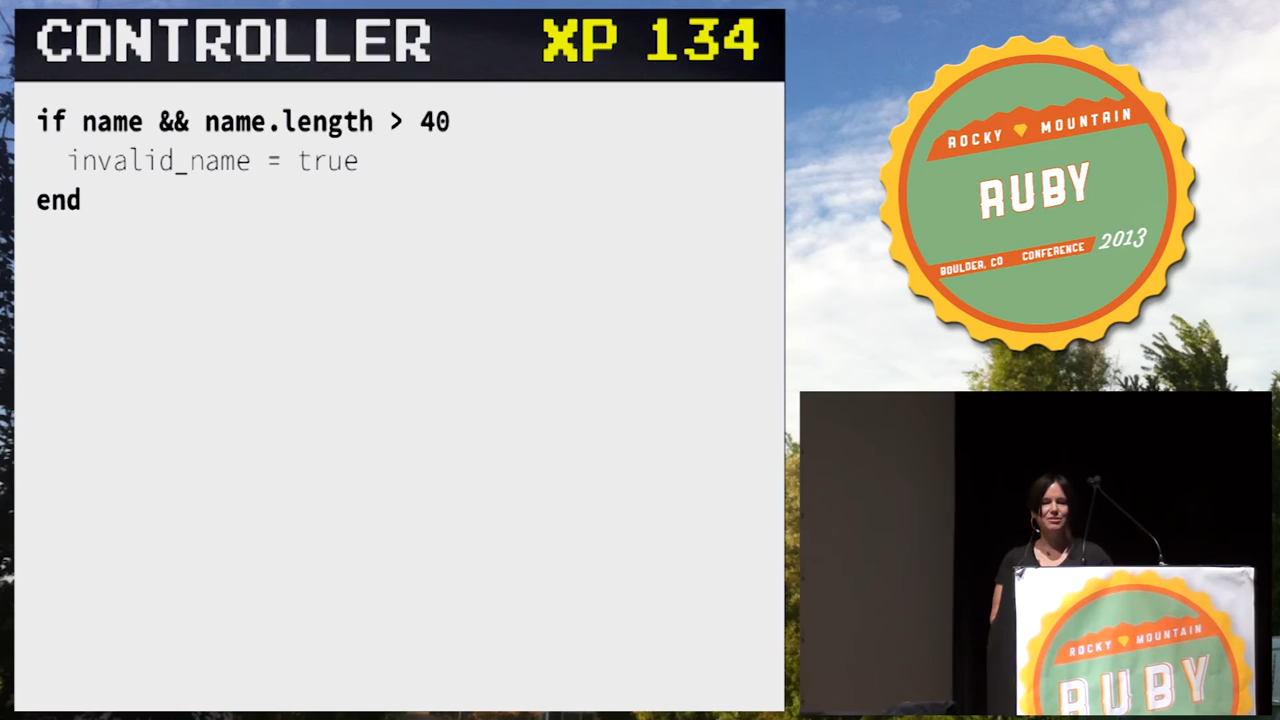 CONTROLLER XP 134
if name && name.length > 40
invalid_name = true
end
ROCKY MOUNTAIN
RUBY
BOULDER, CO CONFERENCE 2013
ROCKY MOUNTAIN
RUBY